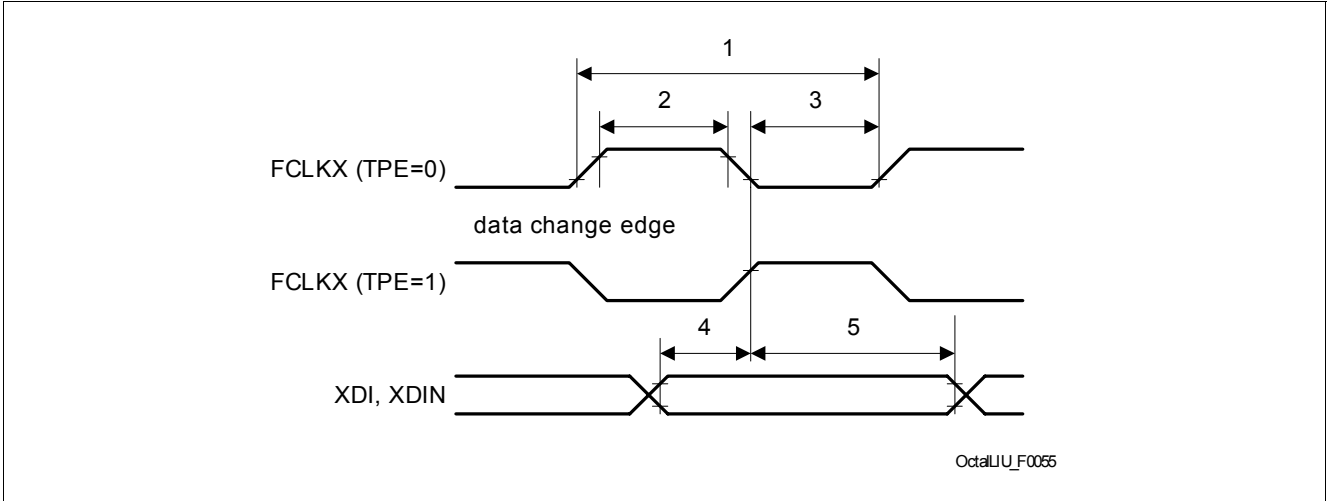 1
2 3
FCLKX (TPE=0)
data change edge
FCLKX (TPE=1)
4 5
XDI, XDIN
OctalLIU_F0055